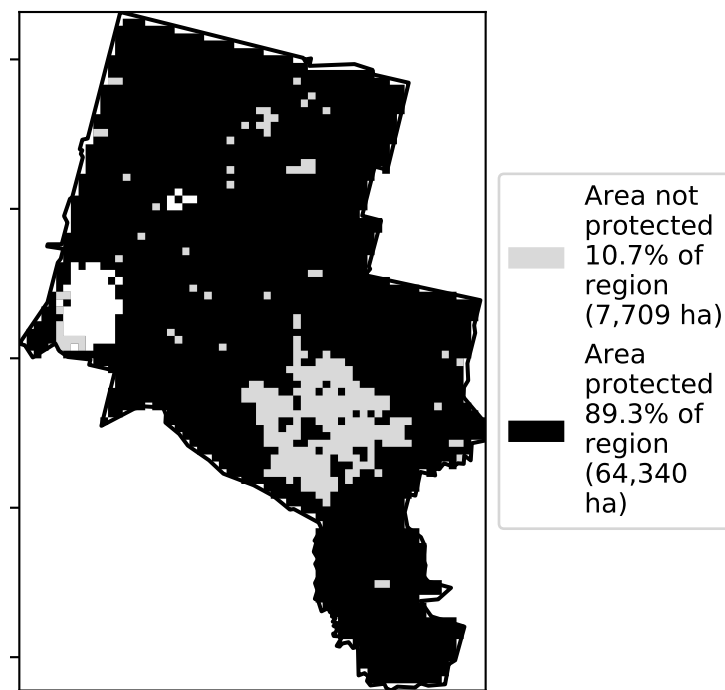 Area not
protected
10.7% of
region
(7,709 ha)
Area
protected
89.3% of
region
(64,340
ha)